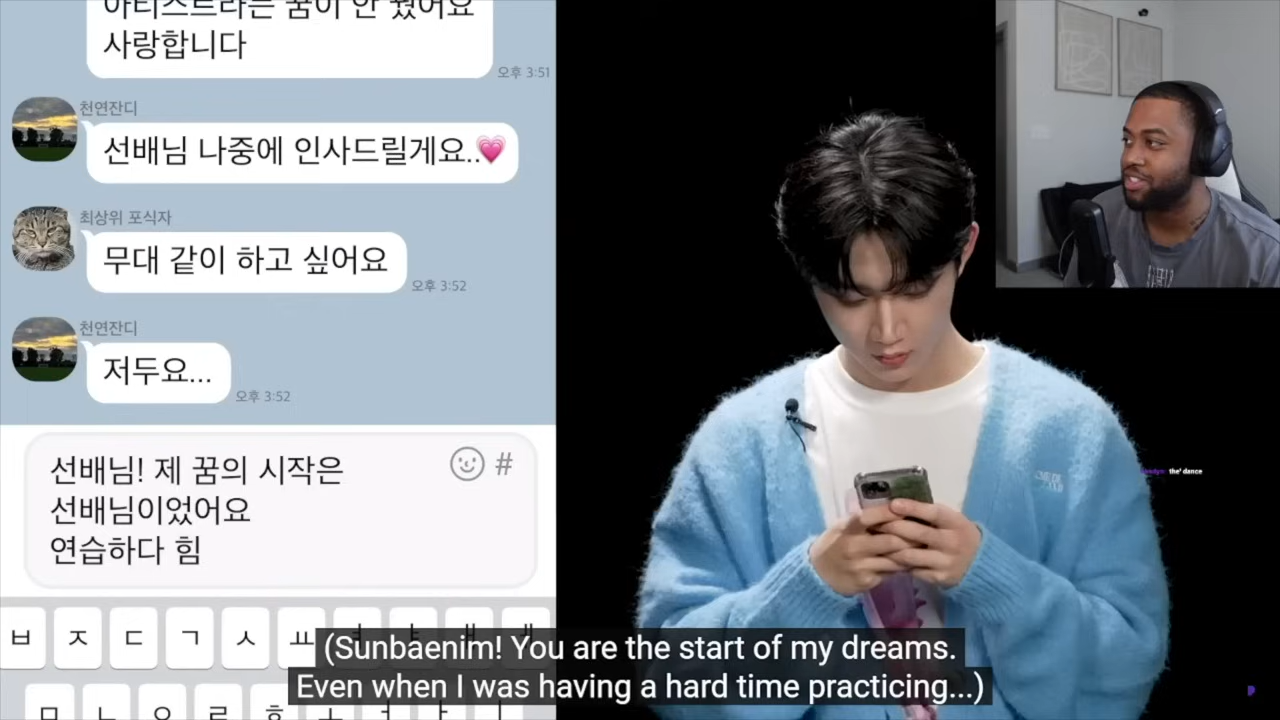 아티스트라는 꿈이 안 꿨어요
사랑합니다
오후 3:51
천연잔디
선배님 나중에 인사드릴게요..💗
최상위 포식자
무대 같이 하고 싶어요
오후 3:52
천연잔디
저두요...
오후 3:52
선배님! 제 꿈의 시작은
선배님이었어요
연습하다 힘
#
ㅂ ㅈ ㄷ ㄱ ㅅ ㅛ
the' dance
(Sunbaenim! You are the start of my dreams.
Even when I was having a hard time practicing...)